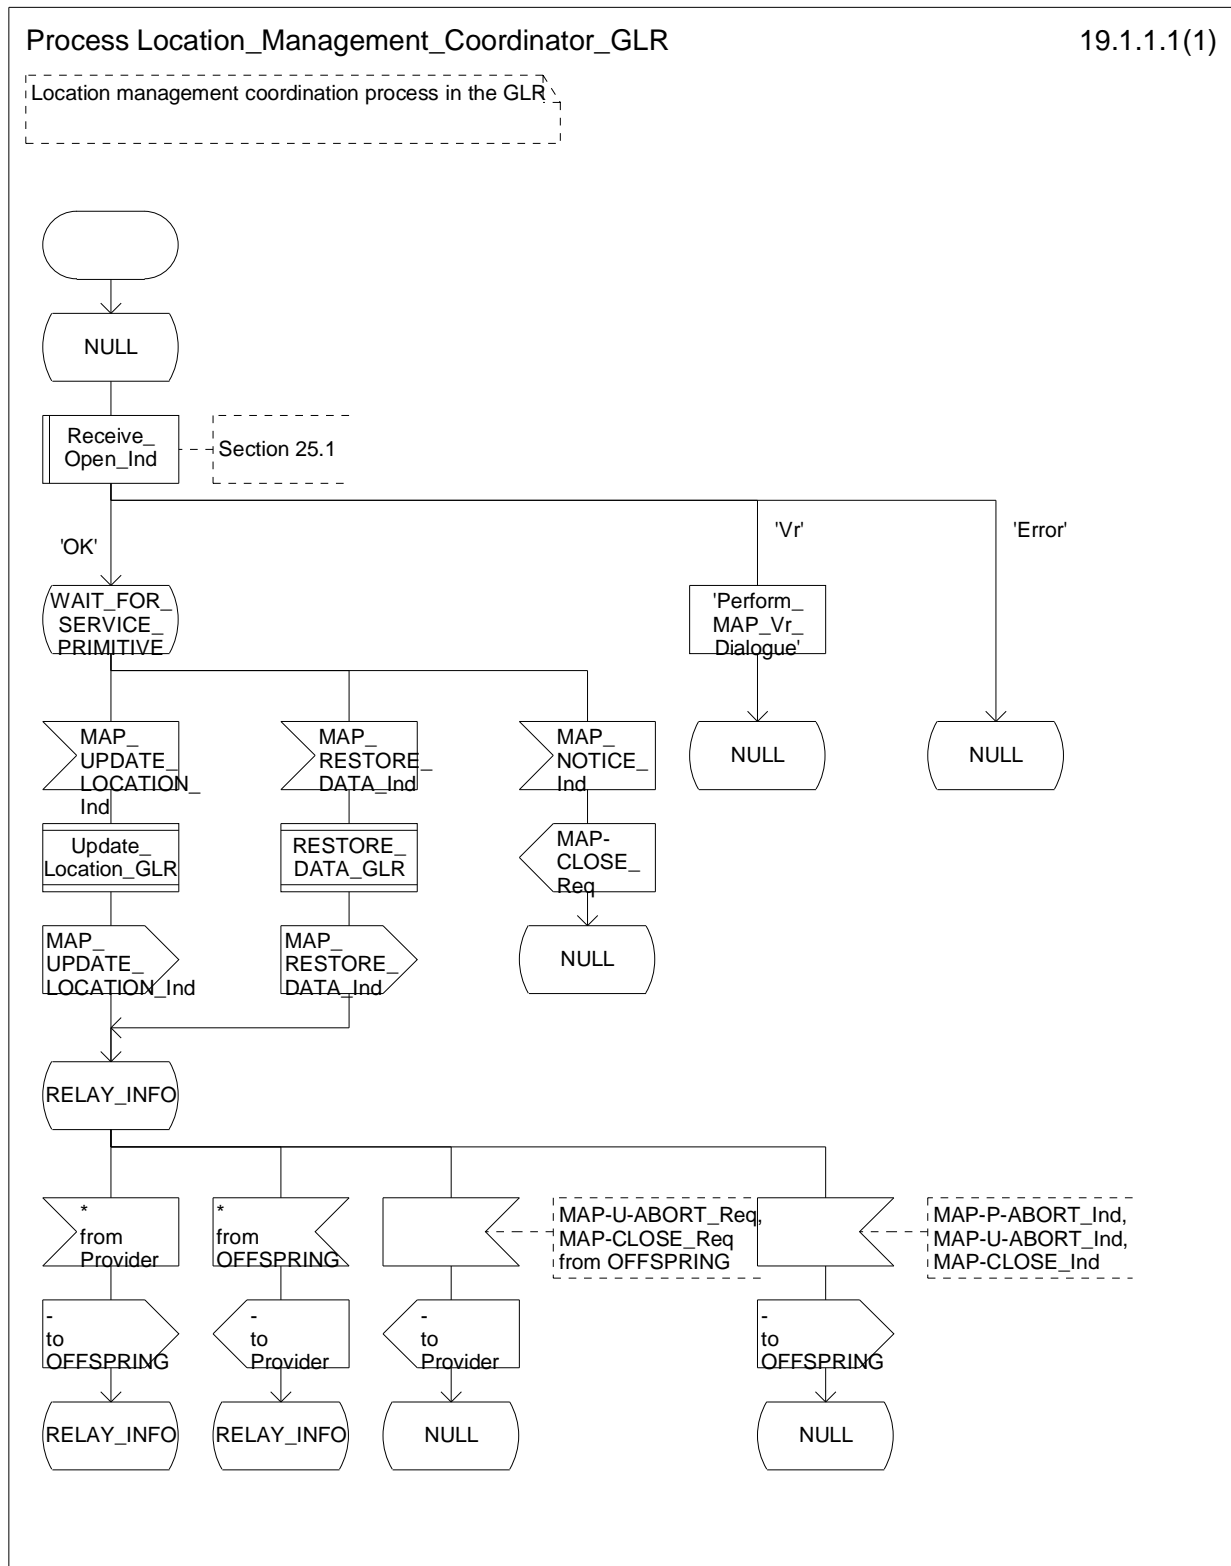 Process Location_Management_Coordinator_GLR
19.1.1.1(1)
Location management coordination process in the GLR
NULL
Receive_
Open_Ind
Section 25.1
'OK'
'Vr'
'Error'
WAIT_FOR_
SERVICE_
PRIMITIVE
'Perform_
MAP_Vr_
Dialogue'
MAP_
UPDATE_
LOCATION_
Ind
MAP_
RESTORE_
DATA_Ind
MAP_
NOTICE_
Ind
NULL
NULL
Update_
Location_GLR
RESTORE_
DATA_GLR
MAP-
CLOSE_
Req
MAP_
UPDATE_
LOCATION_Ind
MAP_
RESTORE_
DATA_Ind
NULL
RELAY_INFO
*
from
Provider
*
from
OFFSPRING
MAP-U-ABORT_Req,
MAP-CLOSE_Req
from OFFSPRING
MAP-P-ABORT_Ind,
MAP-U-ABORT_Ind,
MAP-CLOSE_Ind
-
to
OFFSPRING
-
to
Provider
-
to
Provider
-
to
OFFSPRING
RELAY_INFO
RELAY_INFO
NULL
NULL